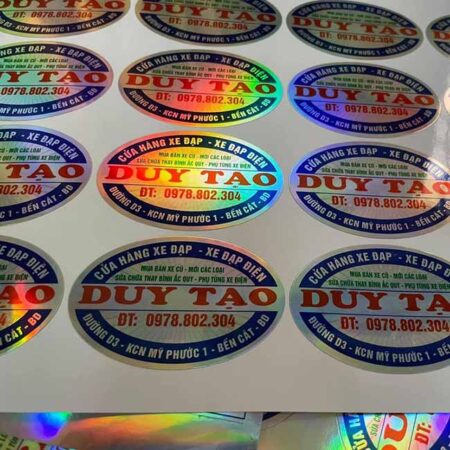 CỬA HÀNG XE ĐẠP - XE ĐẠP ĐIỆN
MUA BÁN XE CŨ - MỚI CÁC LOẠI
SỬA CHỮA THAY BÌNH ẮC QUY - PHỤ TÙNG XE ĐIỆN
DUY TẠO
ĐT: 0978.802.304
ĐƯỜNG D3 - KCN MỸ PHƯỚC 1 - BẾN CÁT - BD